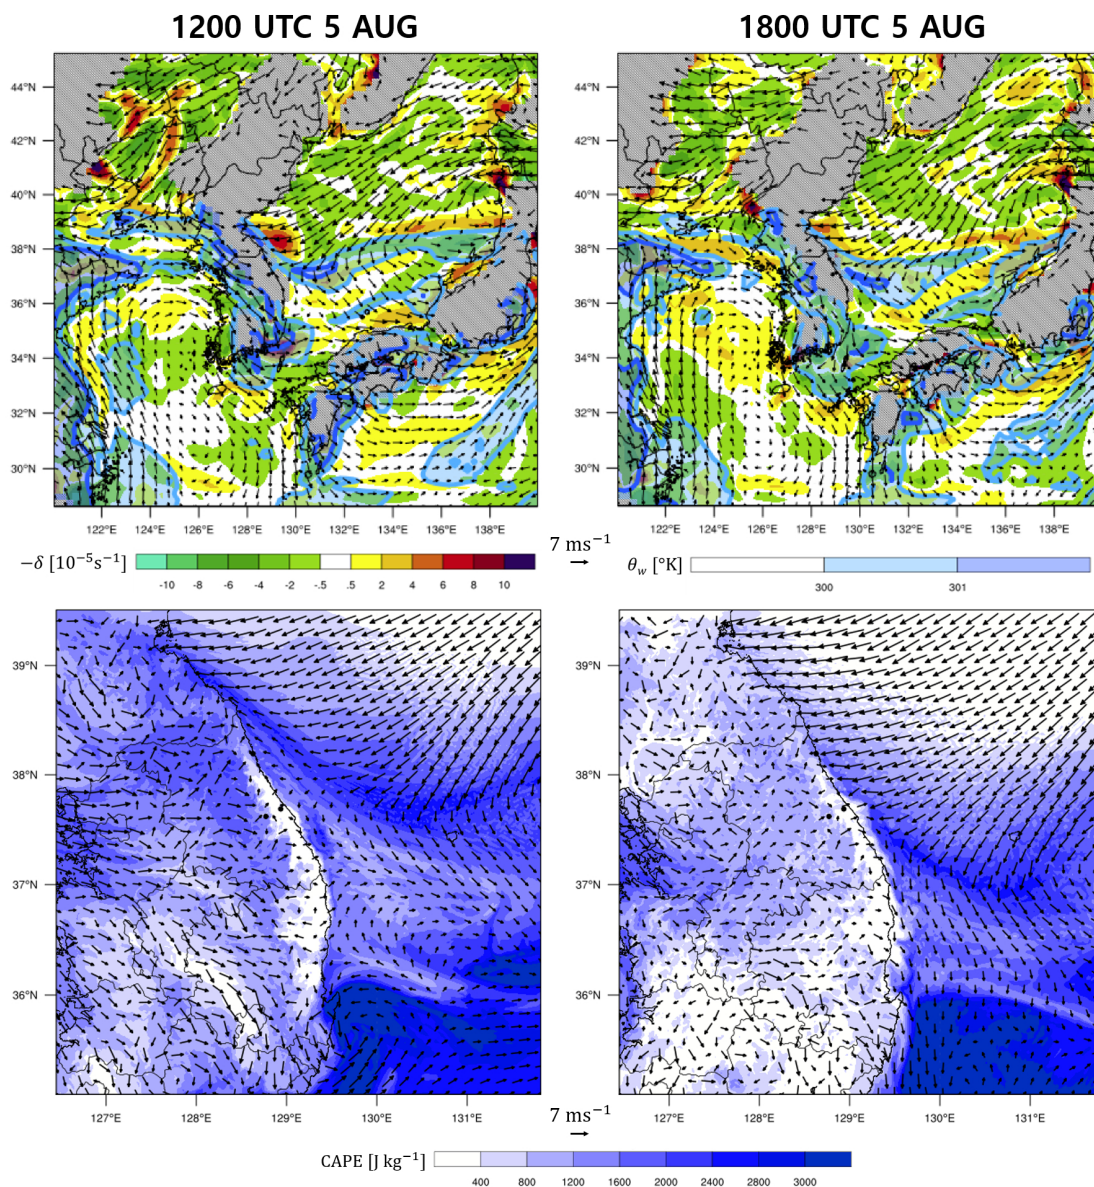 1200 UTC 5 AUG 1800 UTC 5 AUG
44°N 44°N
42°N 42°N
40°N 40°N
38°N 38°N
36°N 36°N
34°N 34°N
32°N 32°N
30°N 30°N
122°E 124°E 126°E 128°E 130°E 132°E 134°E 136°E 138°E 122°E 124°E 126°E 128°E 130°E 132°E 134°E 136°E 138°E
−δ [10⁻⁵s⁻¹] 7 ms⁻¹ θw [°K]
-10 -8 -6 -4 -2 -.5 .5 2 4 6 8 10 300 301
39°N 39°N
38°N 38°N
37°N 37°N
36°N 36°N
127°E 128°E 129°E 130°E 131°E 127°E 128°E 129°E 130°E 131°E
7 ms⁻¹
CAPE [J kg⁻¹]
400 800 1200 1600 2000 2400 2800 3000